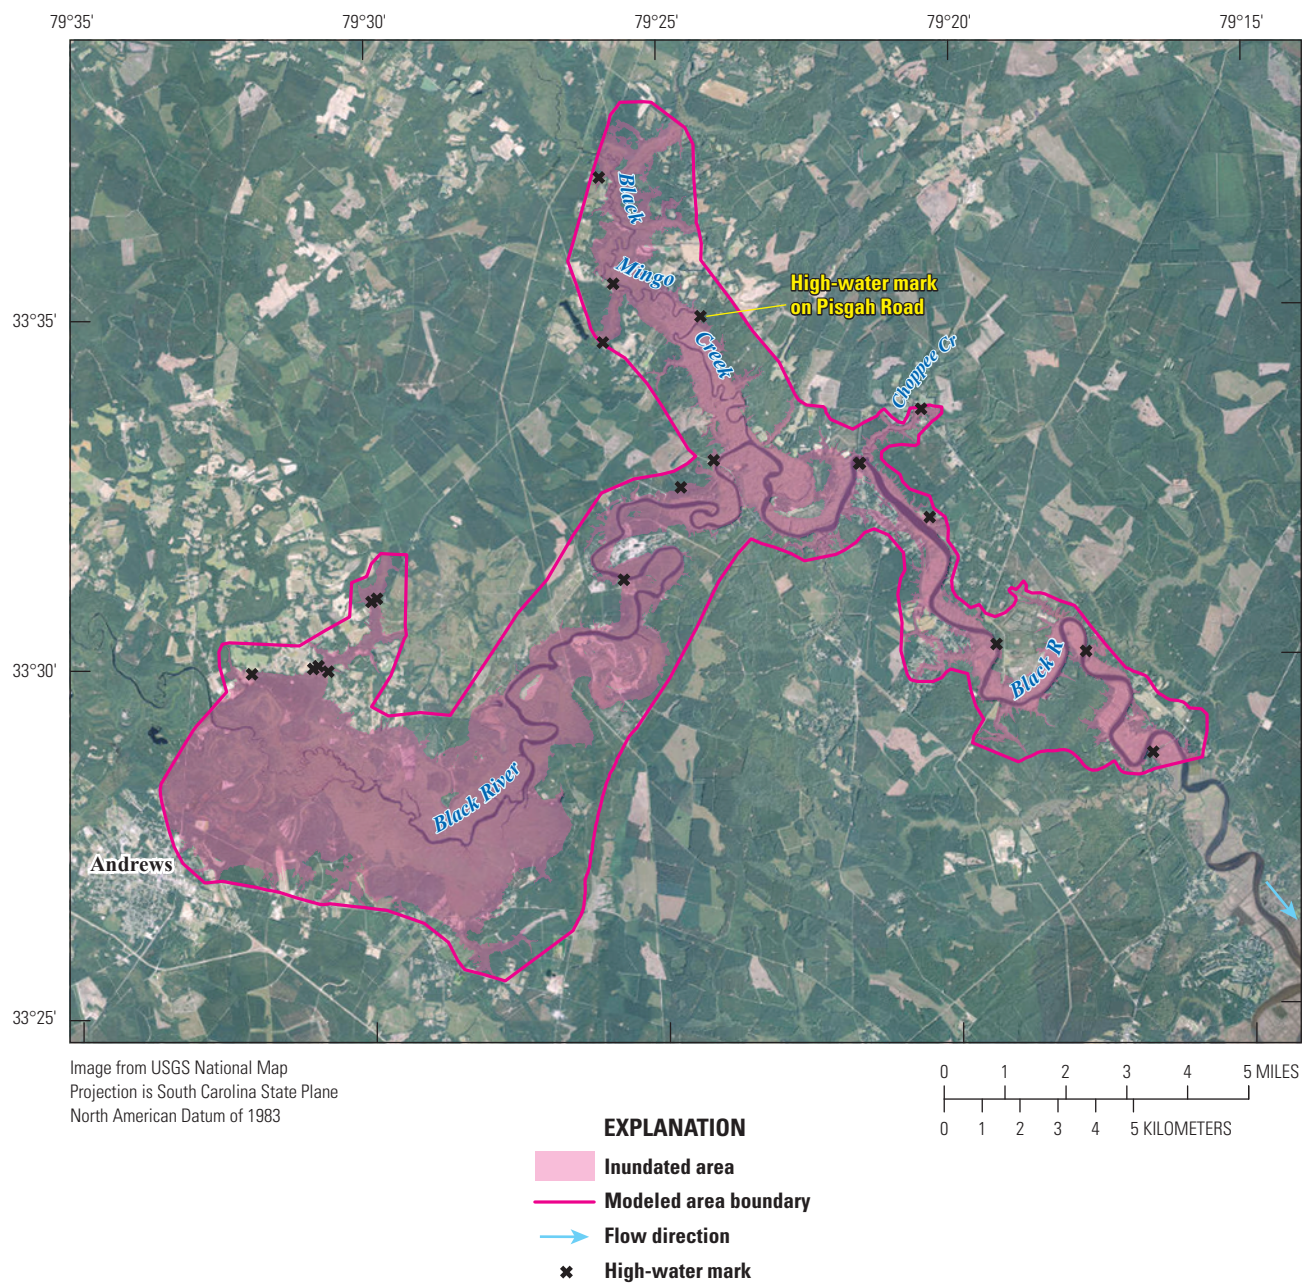 79°35' 79°30' 79°25' 79°20' 79°15'
Black
Mingo
High-water mark
on Pisgah Road
33°35'
Creek
Choppee Cr
33°30'
Black R
Black River
Andrews
33°25'
Image from USGS National Map
Projection is South Carolina State Plane
North American Datum of 1983
0 1 2 3 4 5 MILES
0 1 2 3 4 5 KILOMETERS
EXPLANATION
Inundated area
Modeled area boundary
Flow direction
High-water mark